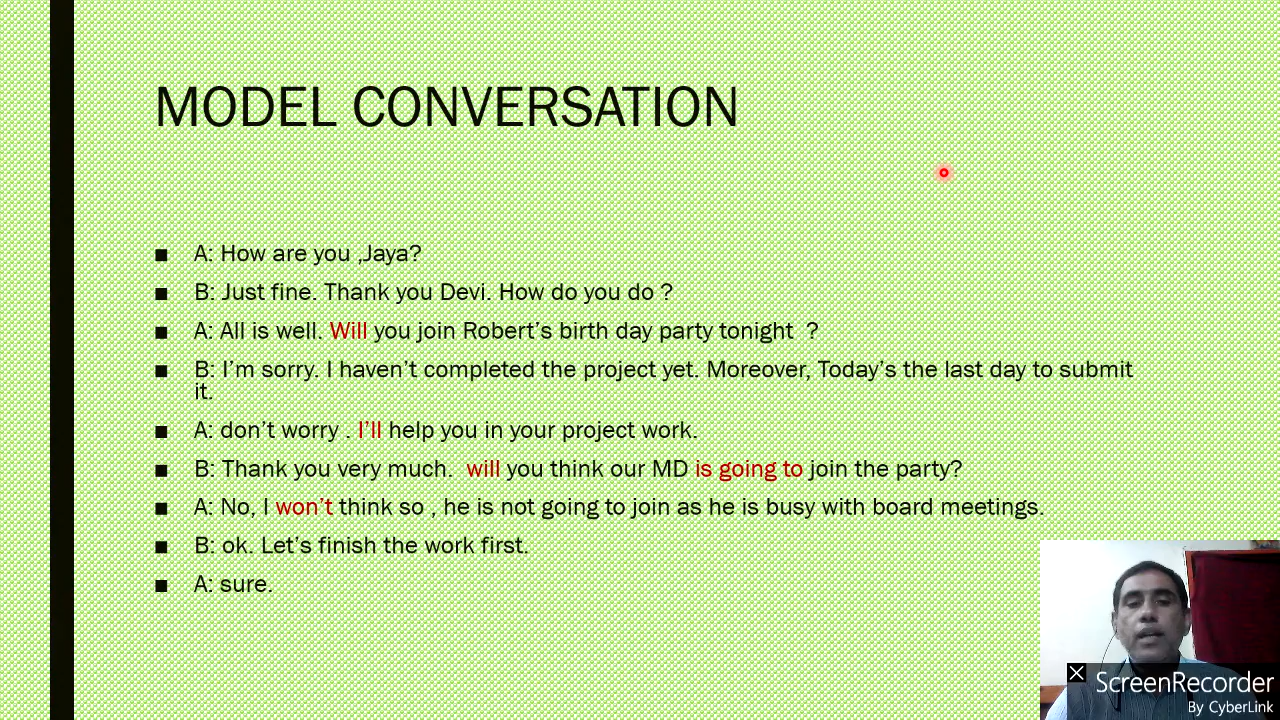 MODEL CONVERSATION
A: How are you ,Jaya?
B: Just fine. Thank you Devi. How do you do ?
A: All is well. Will you join Robert’s birth day party tonight  ?
B: I’m sorry. I haven’t completed the project yet. Moreover, Today’s the last day to submit
it.
A: don’t worry . I’ll help you in your project work.
B: Thank you very much.  will you think our MD is going to join the party?
A: No, I won’t think so , he is not going to join as he is busy with board meetings.
B: ok. Let’s finish the work first.
A: sure.
ScreenRecorder
By CyberLink